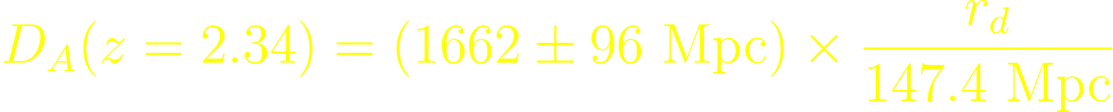 D_A(z = 2.34) = (1662 ± 96 Mpc) × r_d / 147.4 Mpc